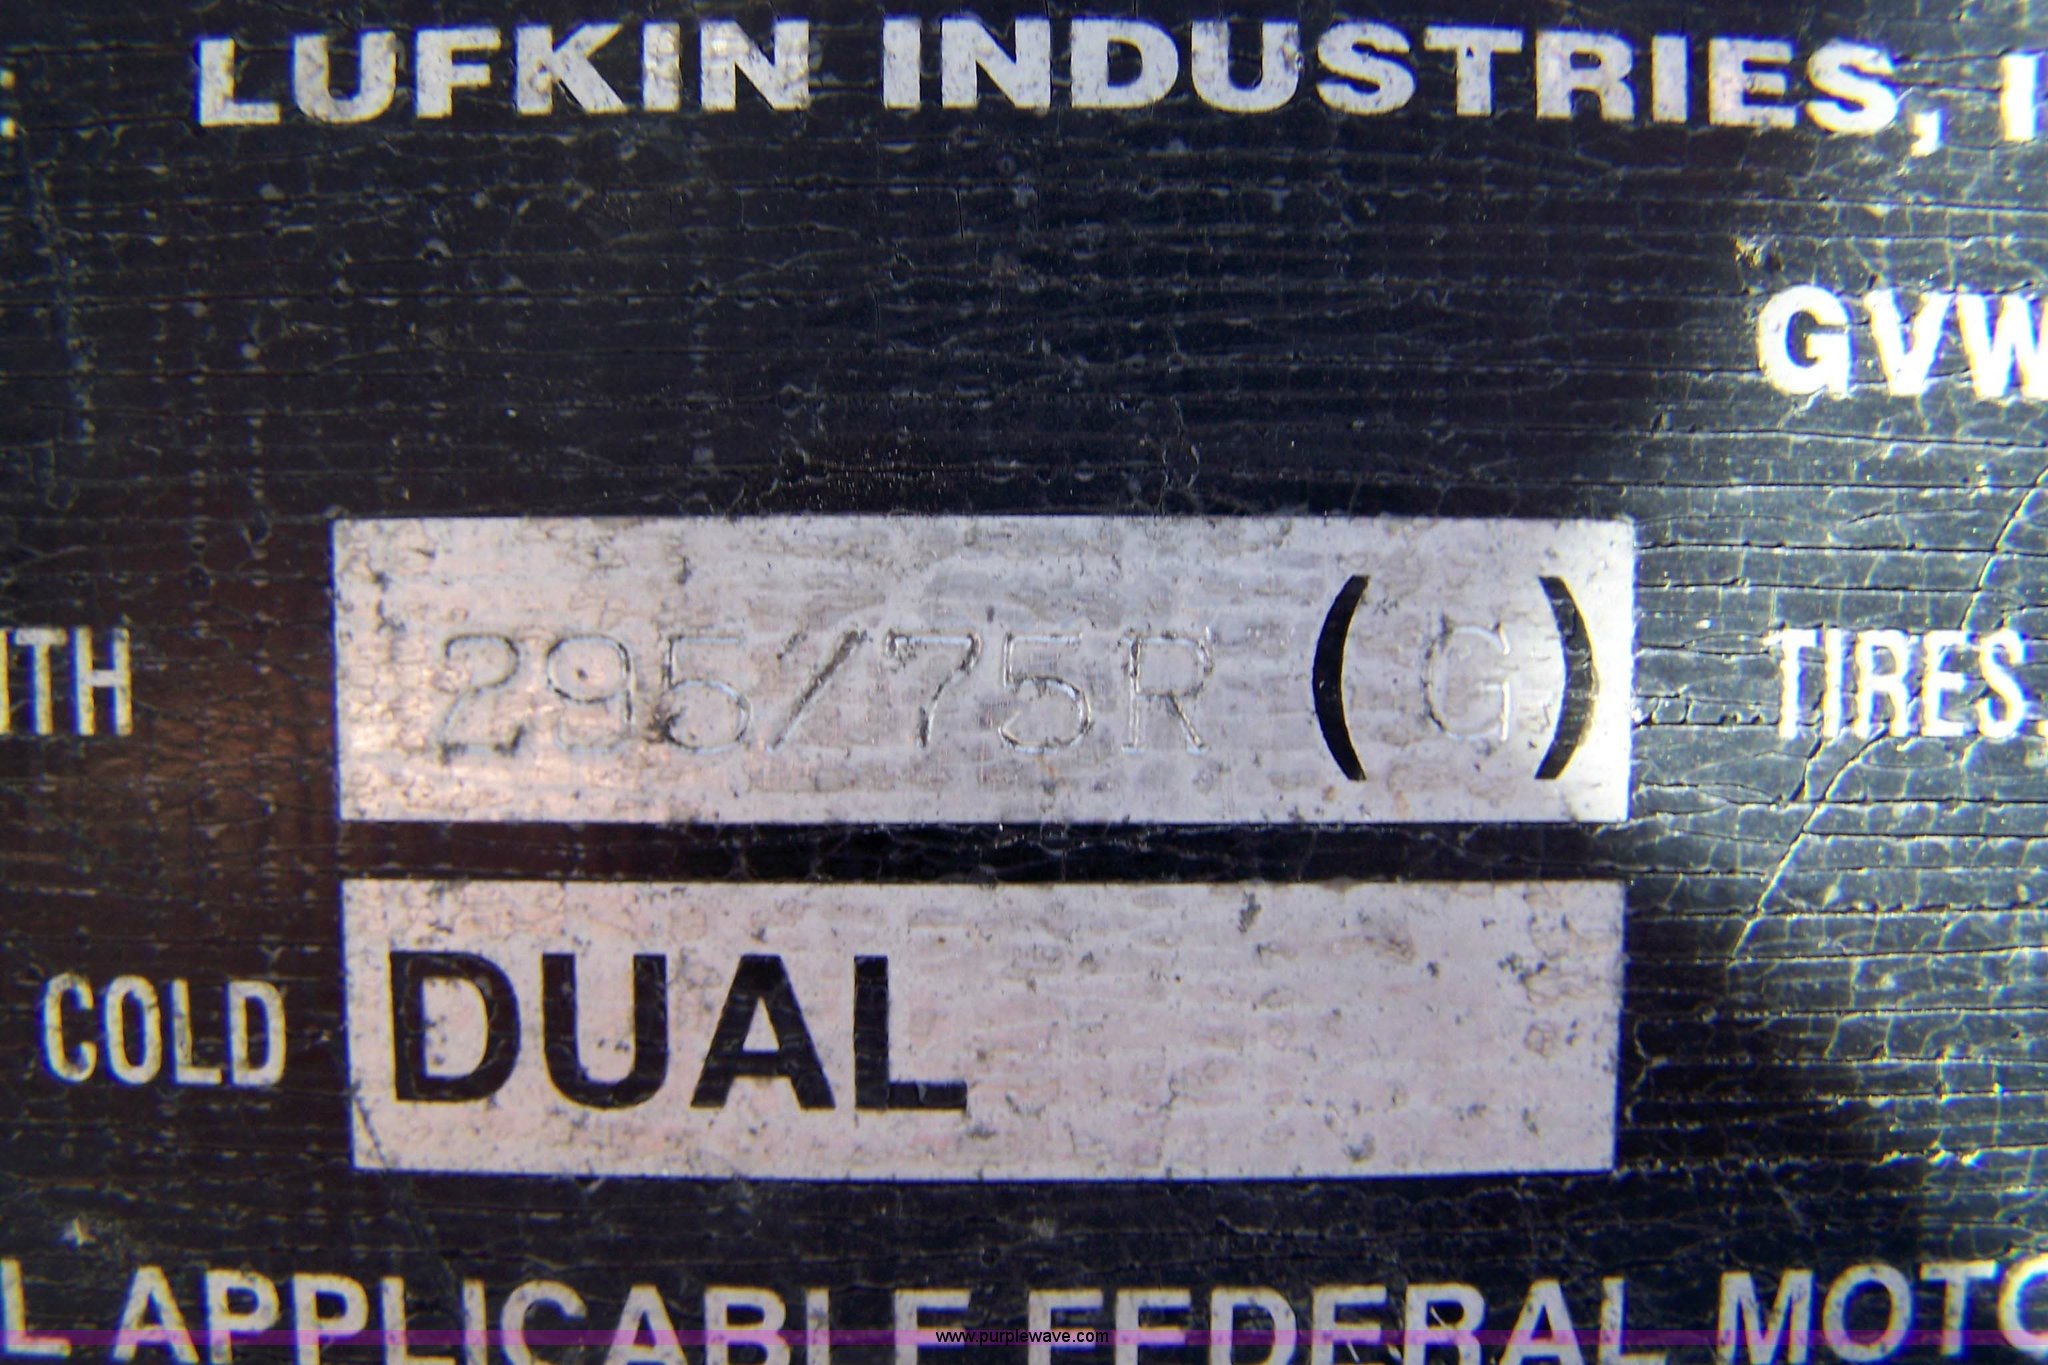 LUFKIN INDUSTRIES, I
GVW
ITH 295/75R (G) TIRES,
COLD DUAL
L APPLICABLE FEDERAL MOTO
www.purplewave.com